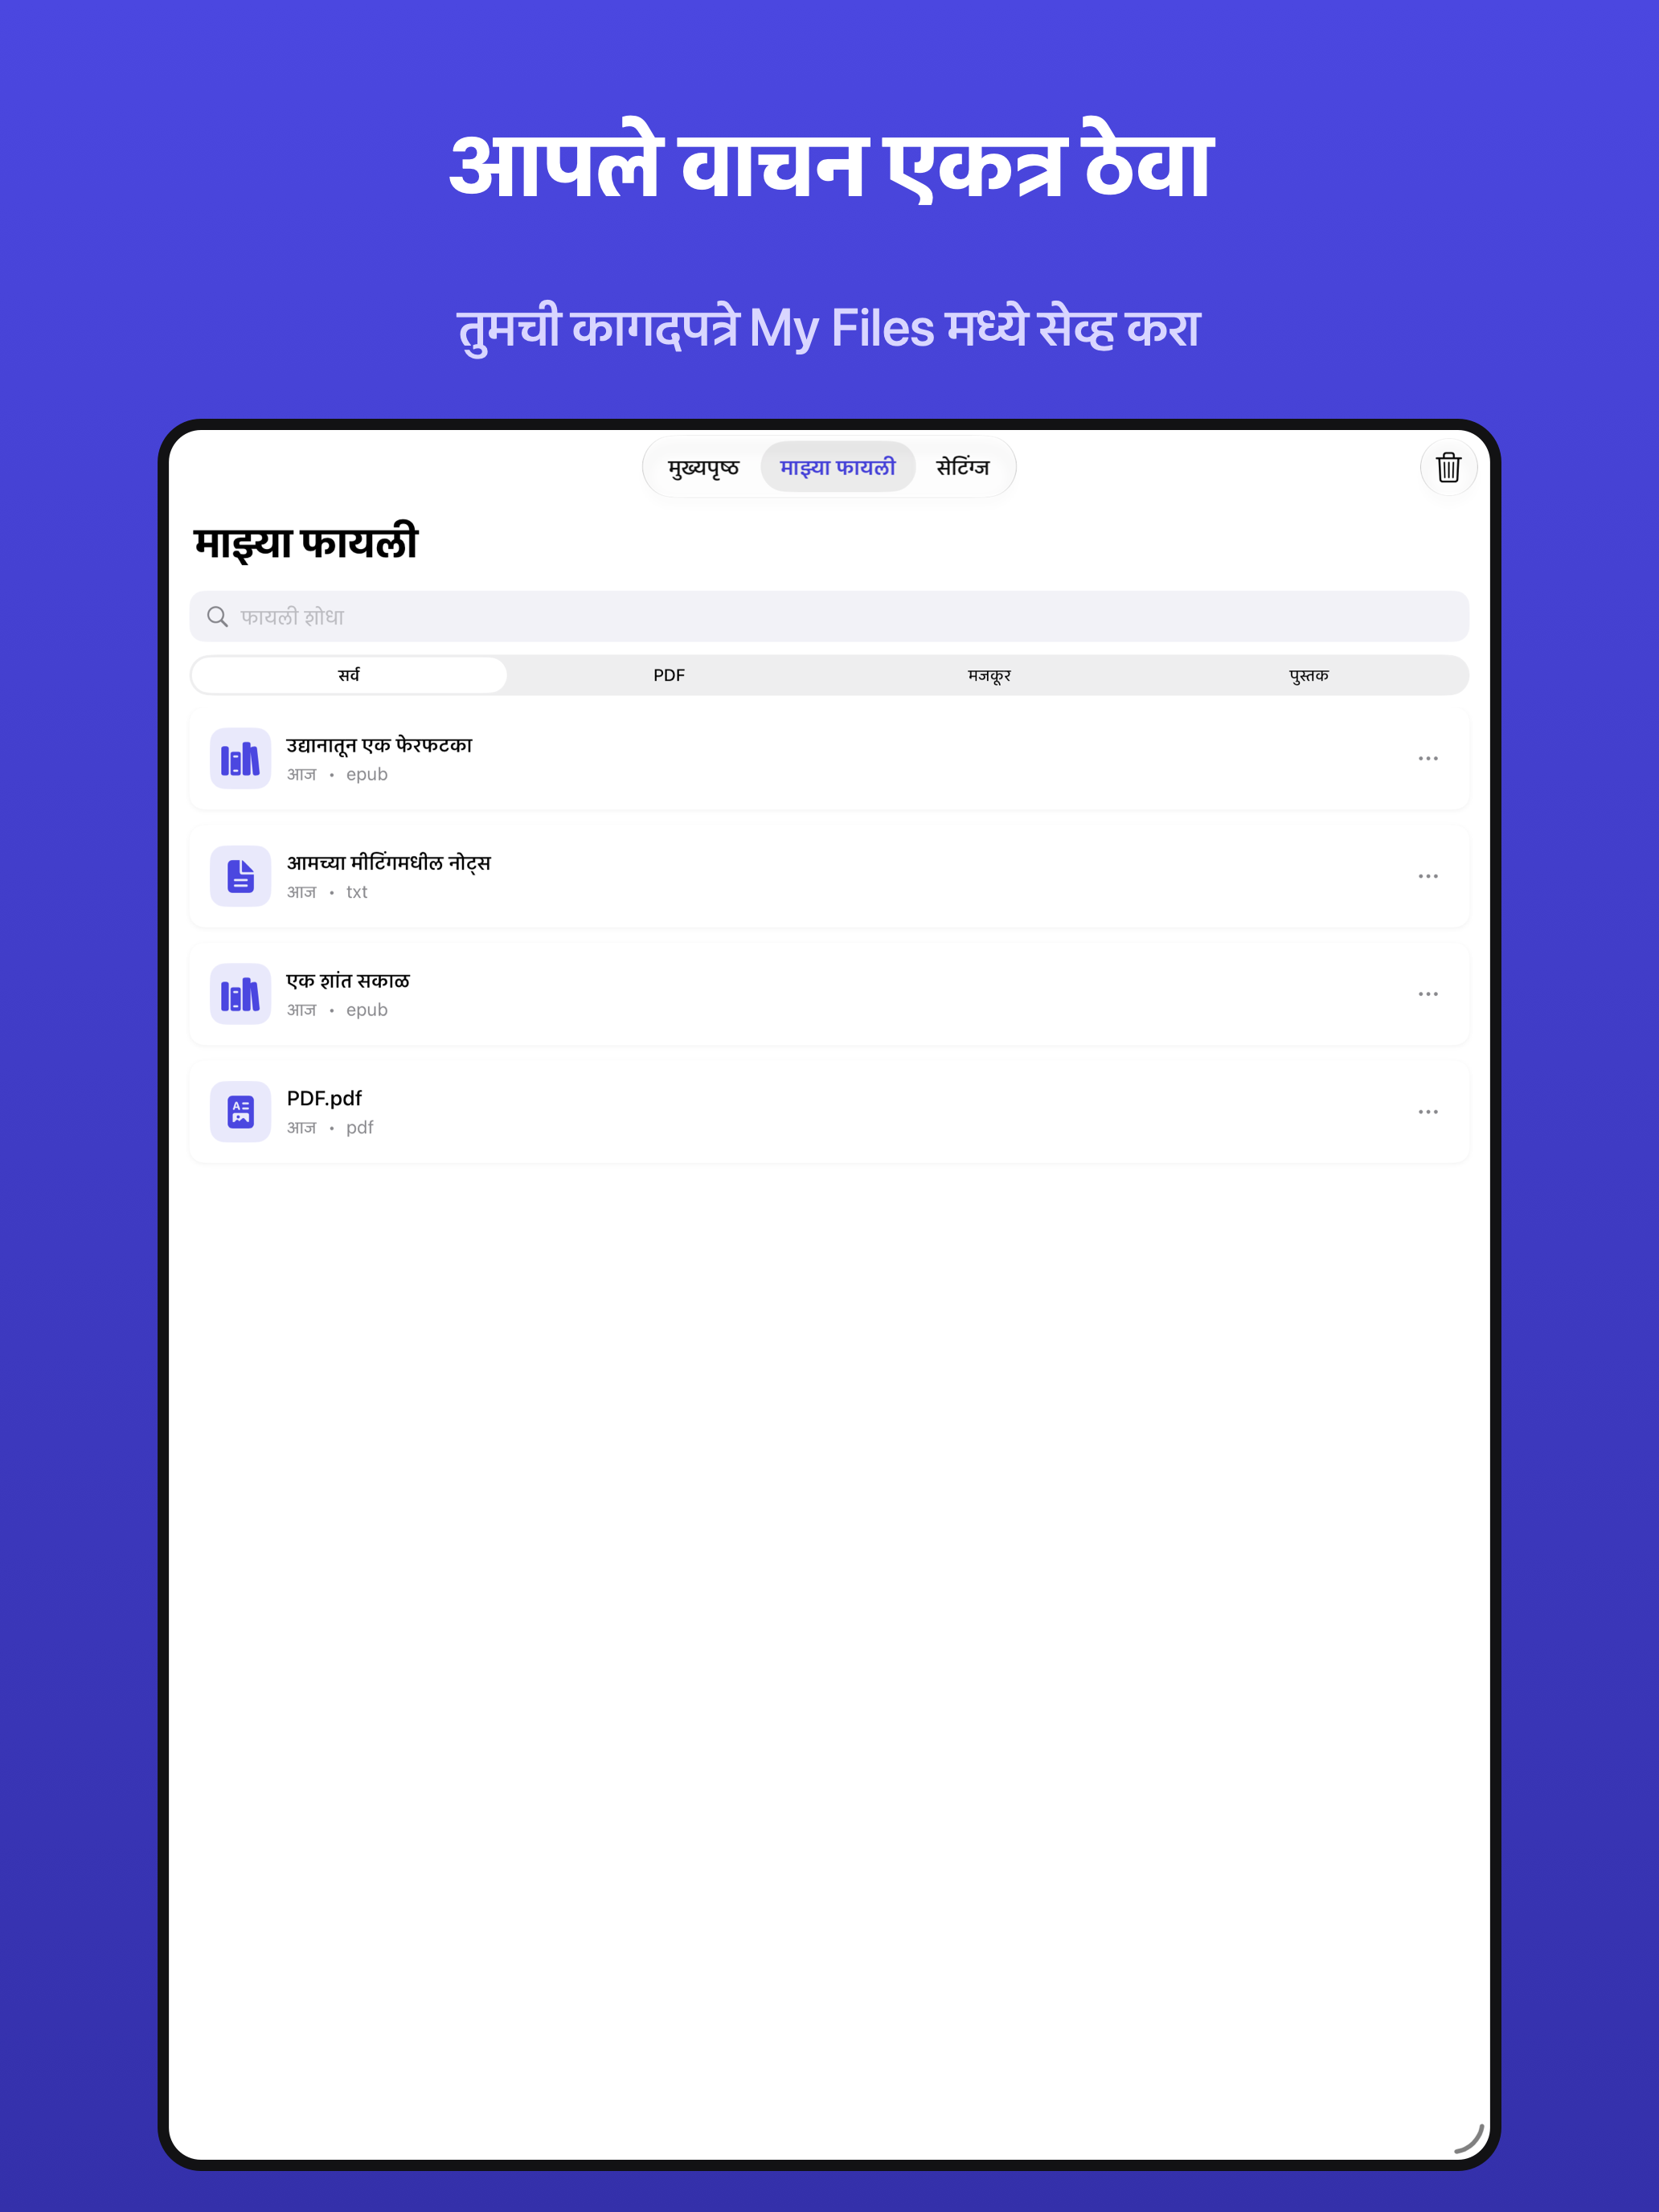 आपले वाचन एकत्र ठेवा
तुमची कागदपत्रे My Files मध्ये सेव्ह करा
मुख्यपृष्ठ माझ्या फायली सेटिंग्ज
माझ्या फायली
फायली शोधा
सर्व PDF मजकूर पुस्तक
उद्यानातून एक फेरफटका
आज • epub
आमच्या मीटिंगमधील नोट्स
आज • txt
एक शांत सकाळ
आज • epub
PDF.pdf
आज • pdf